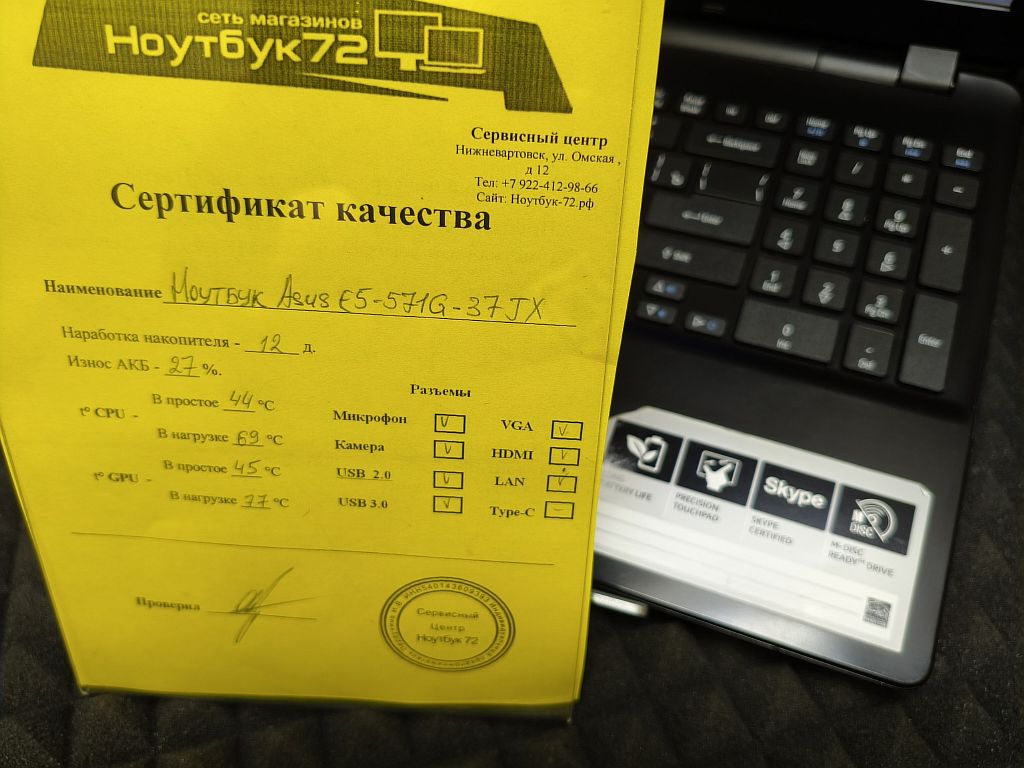 сеть магазинов
Ноутбук72
Сервисный центр
Нижневартовск, ул. Омская ,
д 12
Тел: +7 922-412-98-66
Сайт: Ноутбук-72.рф
Сертификат качества
Наименование Ноутбук Asus E5-571G-37JX
Наработка накопителя - 12 д.
Износ АКБ - 27 %.
t° CPU -
В простое 44 °C
В нагрузке 69 °C
t° GPU -
В простое 45 °C
В нагрузке 77 °C
Разъемы
Микрофон
Камера
USB 2.0
USB 3.0
VGA
HDMI
LAN
Type-C
Проверил
Сервисный
Центр
Ноутбук 72
BATTERY LIFE
PRECISION
TOUCHPAD
Skype
SKYPE
CERTIFIED
M-DISC
READY™ DRIVE
Enter